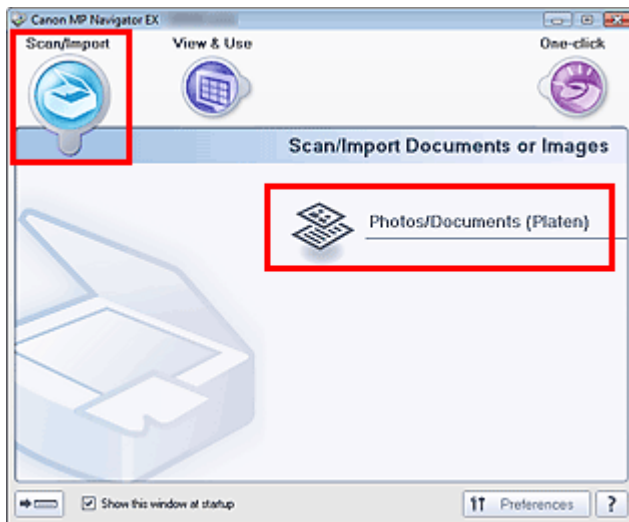 Canon MP Navigator EX
Scan/Import
View & Use
One-click
Scan/Import Documents or Images
Photos/Documents (Platen)
Show this window at startup
Preferences
?